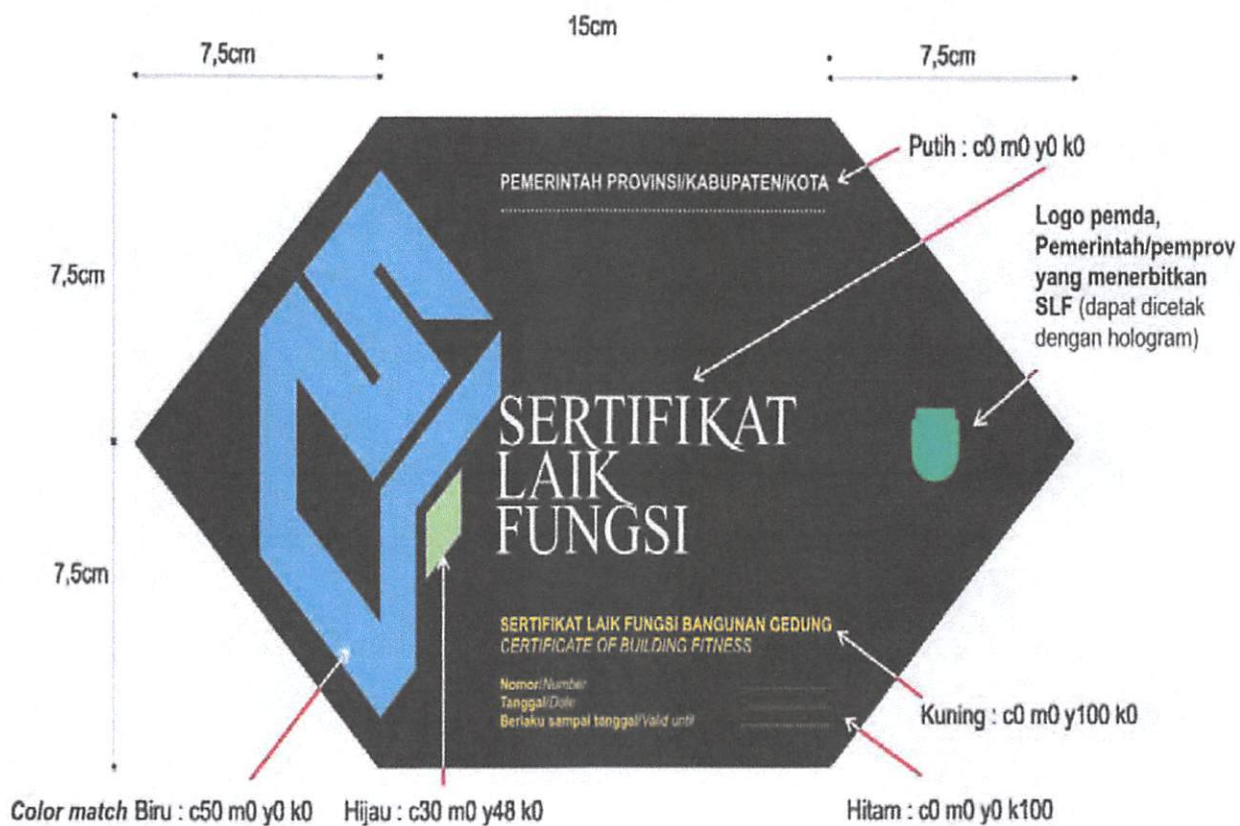 15cm
7,5cm
7,5cm
Putih : c0 m0 y0 k0
PEMERINTAH PROVINSI/KABUPATEN/KOTA
Logo pemda,
Pemerintah/pemprov
yang menerbitkan
SLF (dapat dicetak
dengan hologram)
7,5cm
SERTIFIKAT
LAIK
FUNGSI
7,5cm
SERTIFIKAT LAIK FUNGSI BANGUNAN GEDUNG
CERTIFICATE OF BUILDING FITNESS
Nomor/Number
Tanggal/Date
Berlaku sampai tanggal/Valid until
Kuning : c0 m0 y100 k0
Color match Biru : c50 m0 y0 k0
Hijau : c30 m0 y48 k0
Hitam : c0 m0 y0 k100